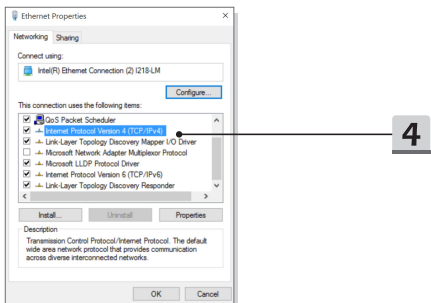 Ethernet Properties
Networking Sharing
Connect using:
Intel(R) Ethernet Connection (2) I218-LM
Configure...
This connection uses the following items:
QoS Packet Scheduler
Internet Protocol Version 4 (TCP/IPv4)
Link-Layer Topology Discovery Mapper I/O Driver
Microsoft Network Adapter Multiplexor Protocol
Microsoft LLDP Protocol Driver
Internet Protocol Version 6 (TCP/IPv6)
Link-Layer Topology Discovery Responder
Install... Uninstall Properties
Description
Transmission Control Protocol/Internet Protocol. The default
wide area network protocol that provides communication
across diverse interconnected networks.
OK Cancel
4